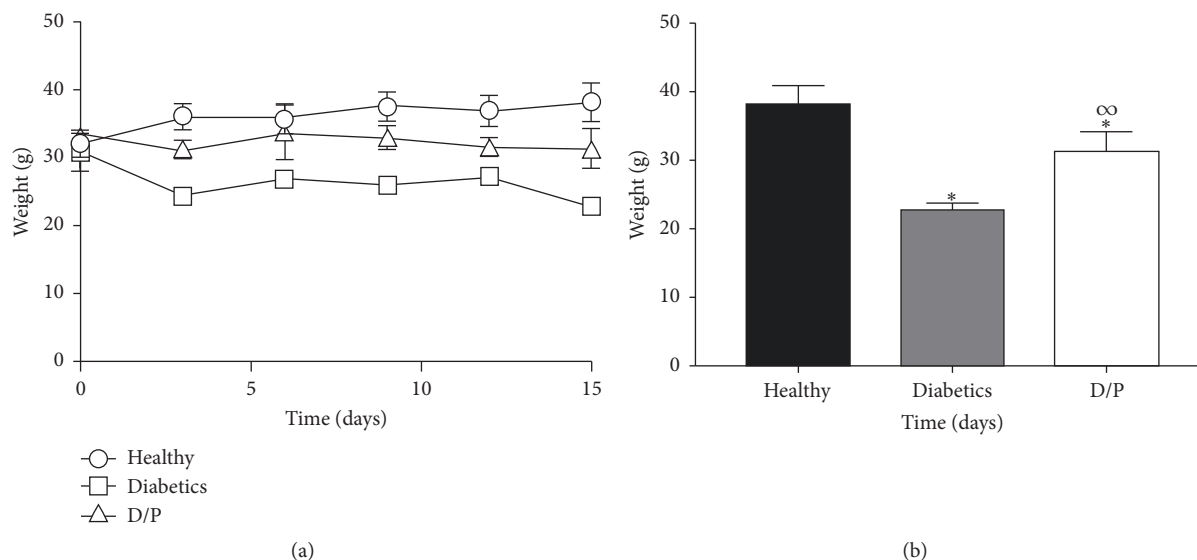 50
40
30
20
10
0
Weight (g)
0
5
10
15
Time (days)
Healthy
Diabetics
D/P
(a)
50
40
30
20
10
0
Weight (g)
*
∞
*
Healthy
Diabetics
D/P
Time (days)
(b)